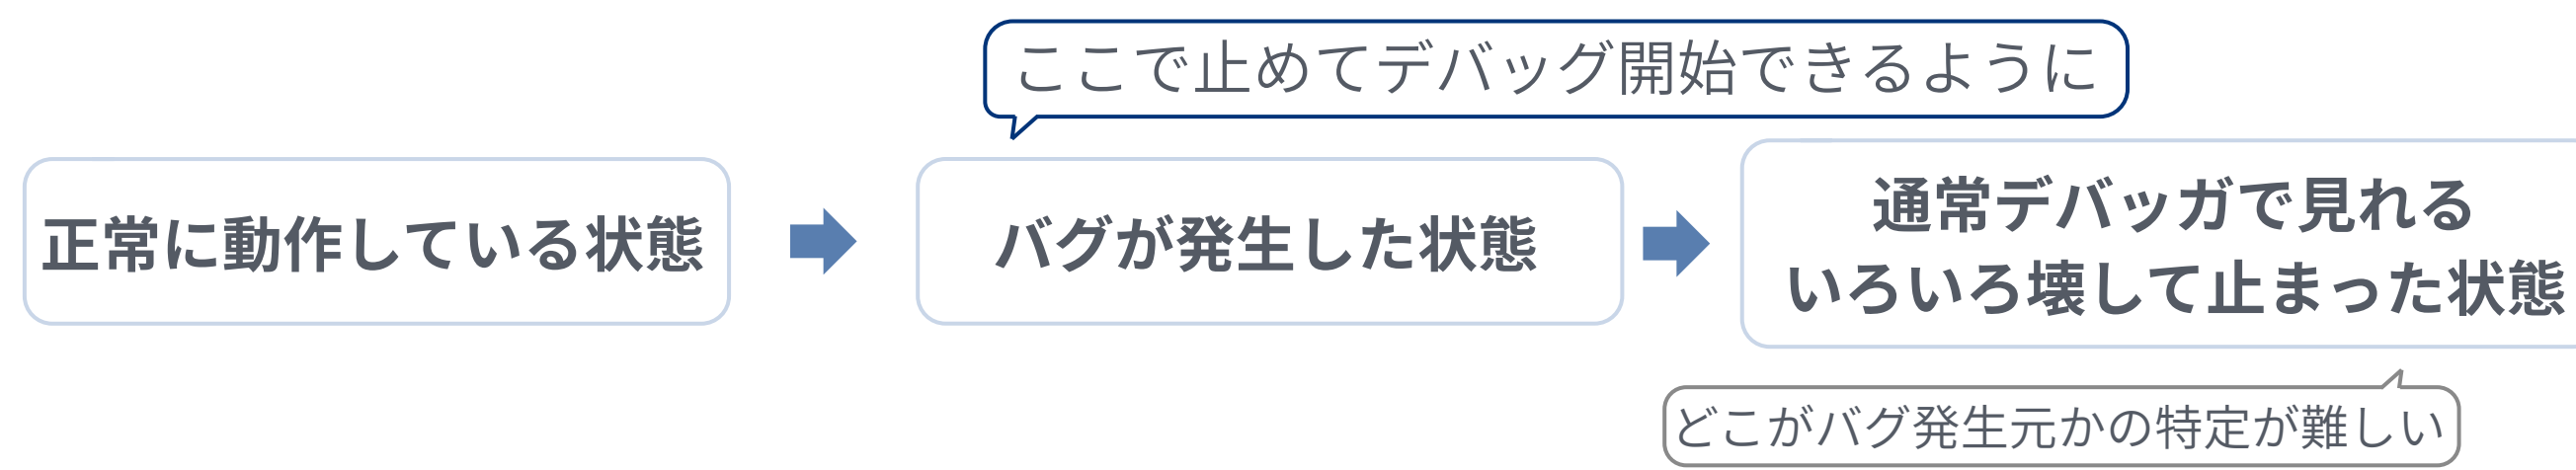 ここで止めてデバッグ開始できるように
正常に動作している状態
バグが発生した状態
通常デバッガで見れる
いろいろ壊して止まった状態
どこがバグ発生元かの特定が難しい